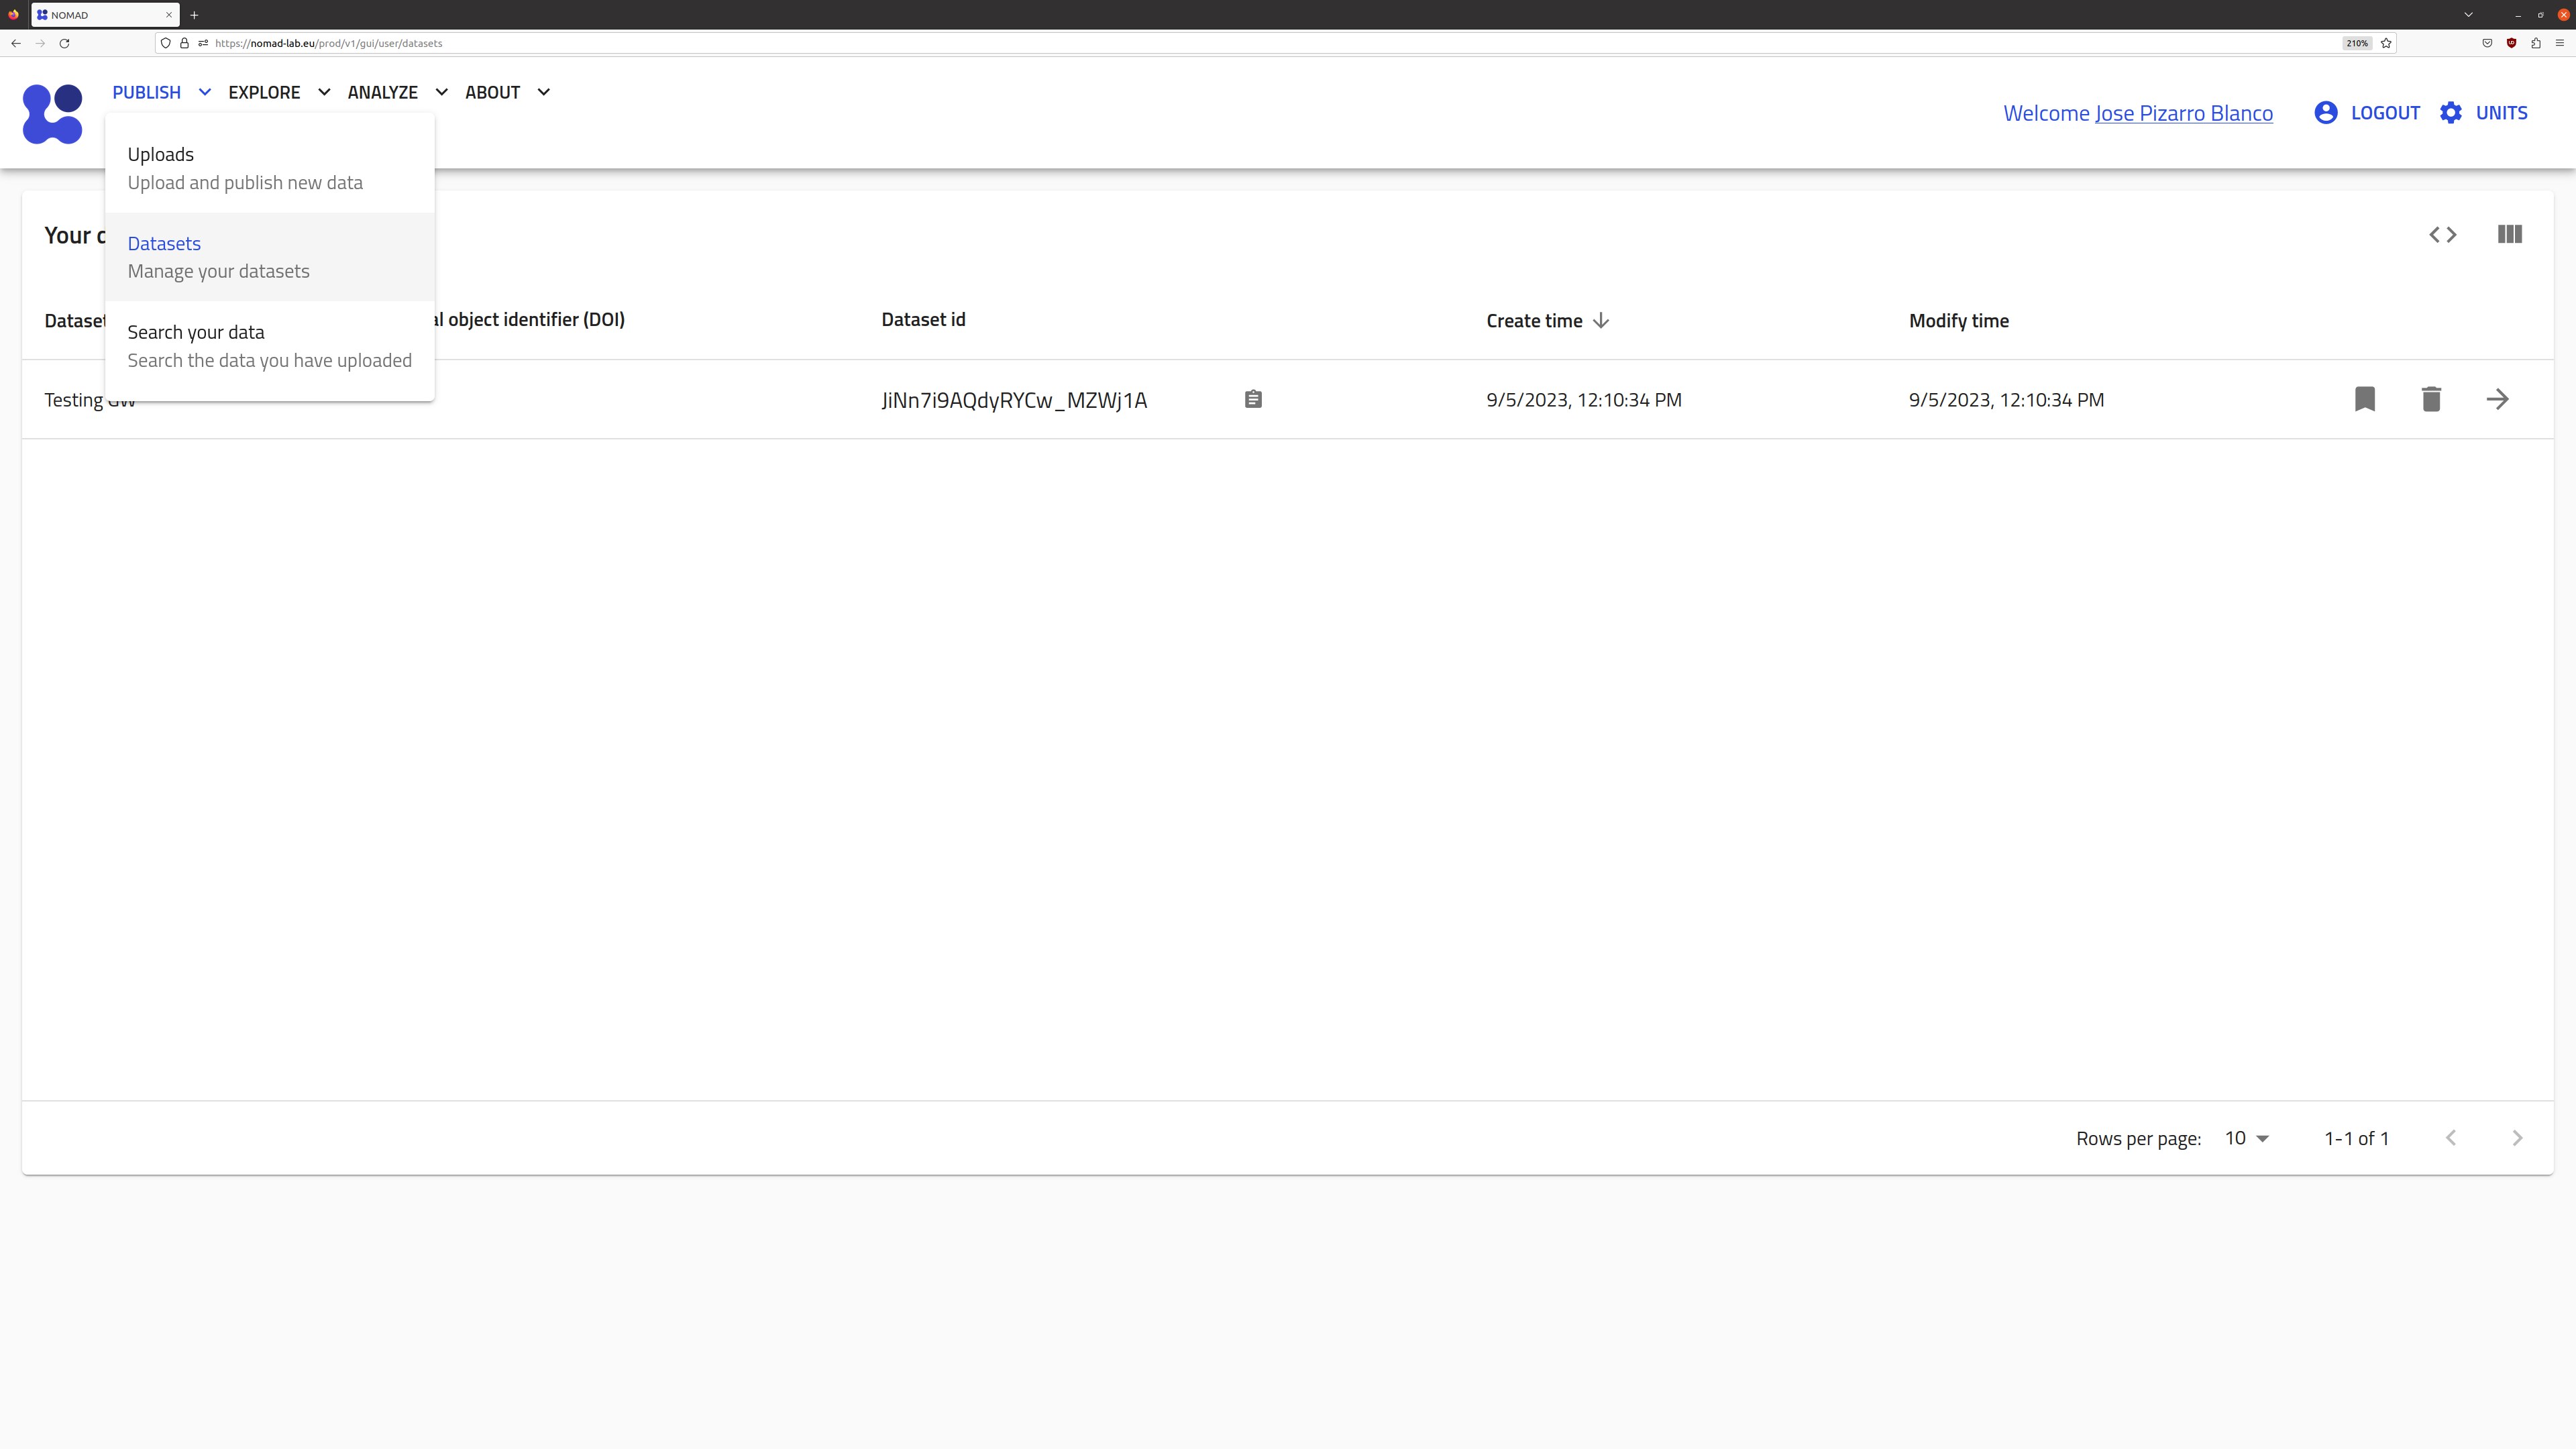 NOMAD
https://nomad-lab.eu/prod/v1/gui/user/datasets
210%
PUBLISH EXPLORE ANALYZE ABOUT
Welcome Jose Pizarro Blanco LOGOUT UNITS
Uploads
Upload and publish new data
Datasets
Manage your datasets
Search your data
Search the data you have uploaded
Your
object identifier (DOI) Dataset id Create time Modify time
Testing JiNn7i9AQdyRYCw_MZWj1A 9/5/2023, 12:10:34 PM 9/5/2023, 12:10:34 PM
Rows per page: 10 1-1 of 1